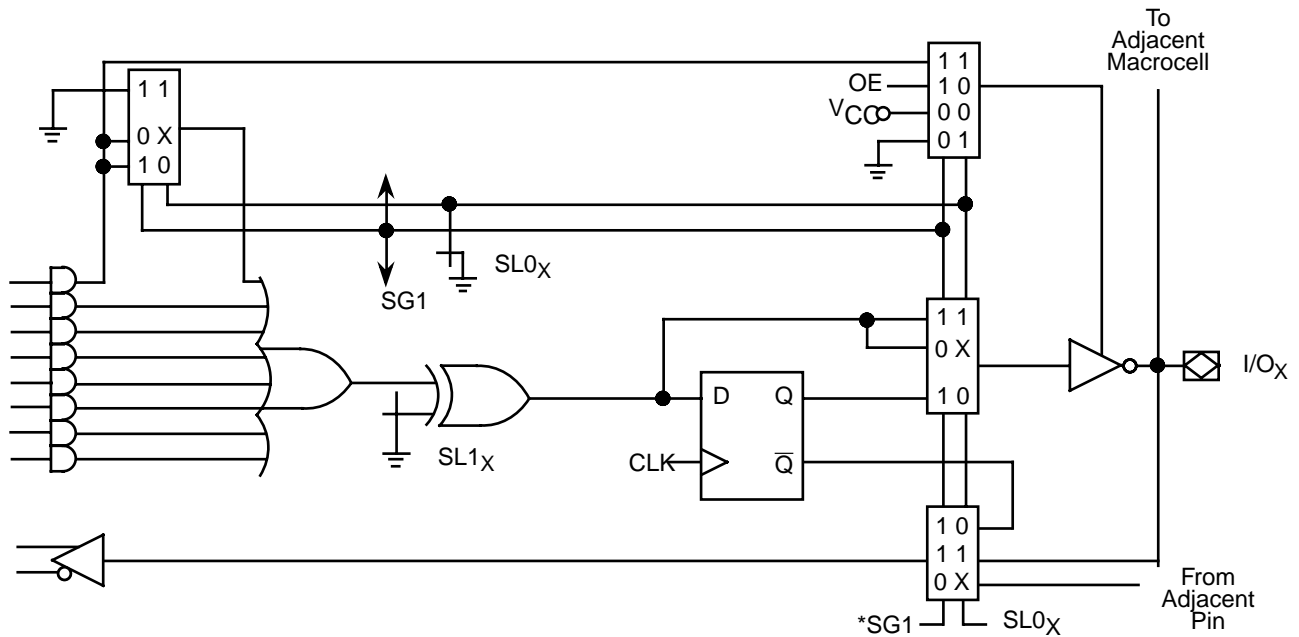 To
Adjacent
Macrocell
1 1
OE
1 0
VCC
0 0
0 1
1 1
0 X
1 0
SL0X
SG1
1 1
0 X
1 0
I/OX
D
Q
CLK
Q̅
SL1X
1 0
1 1
0 X
From
Adjacent
Pin
*SG1
SL0X